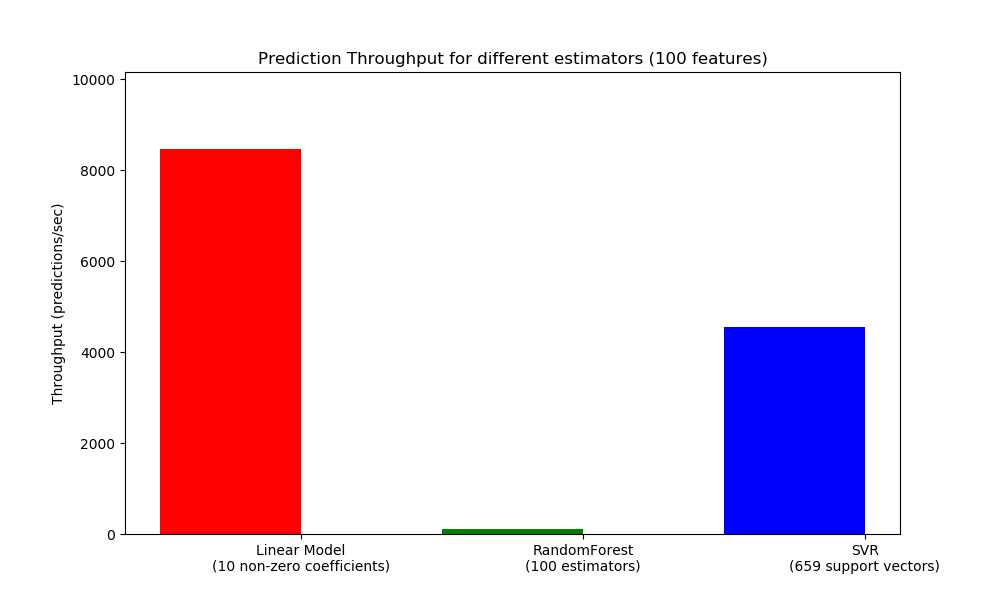 Prediction Throughput for different estimators (100 features)
10000
8000
6000
4000
2000
0
Throughput (predictions/sec)
Linear Model
(10 non-zero coefficients)
RandomForest
(100 estimators)
SVR
(659 support vectors)